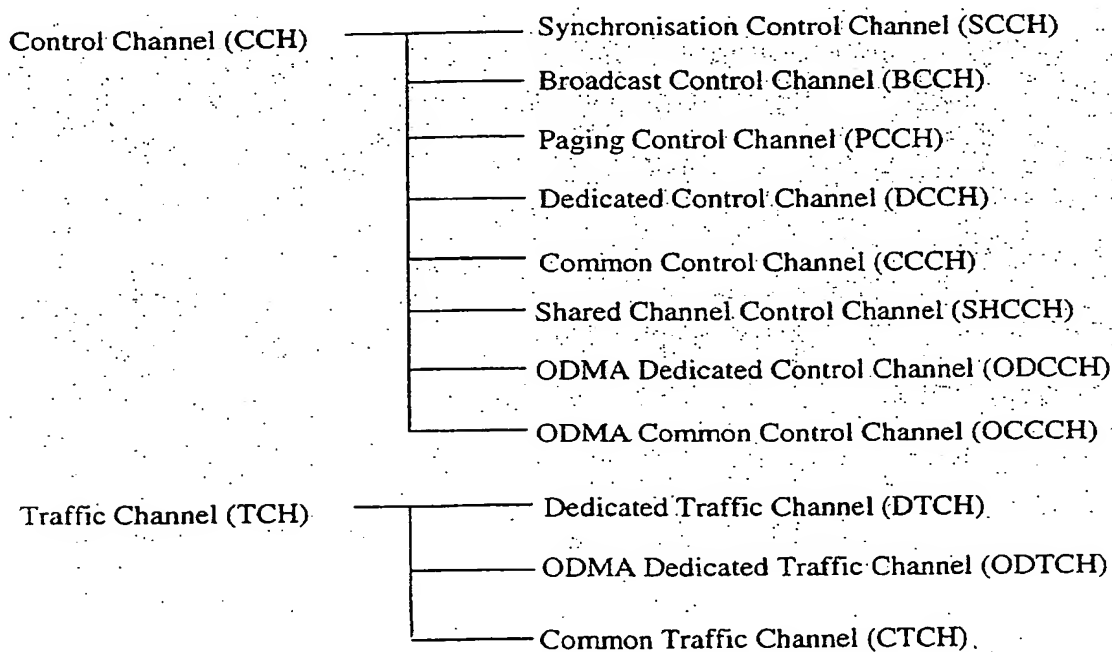 Control Channel (CCH)
Synchronisation Control Channel (SCCH)
Broadcast Control Channel (BCCH)
Paging Control Channel (PCCH)
Dedicated Control Channel (DCCH)
Common Control Channel (CCCH)
Shared Channel Control Channel (SHCCH)
ODMA Dedicated Control Channel (ODCCH)
ODMA Common Control Channel (OCCCH)
Traffic Channel (TCH)
Dedicated Traffic Channel (DTCH)
ODMA Dedicated Traffic Channel (ODTCH)
Common Traffic Channel (CTCH)